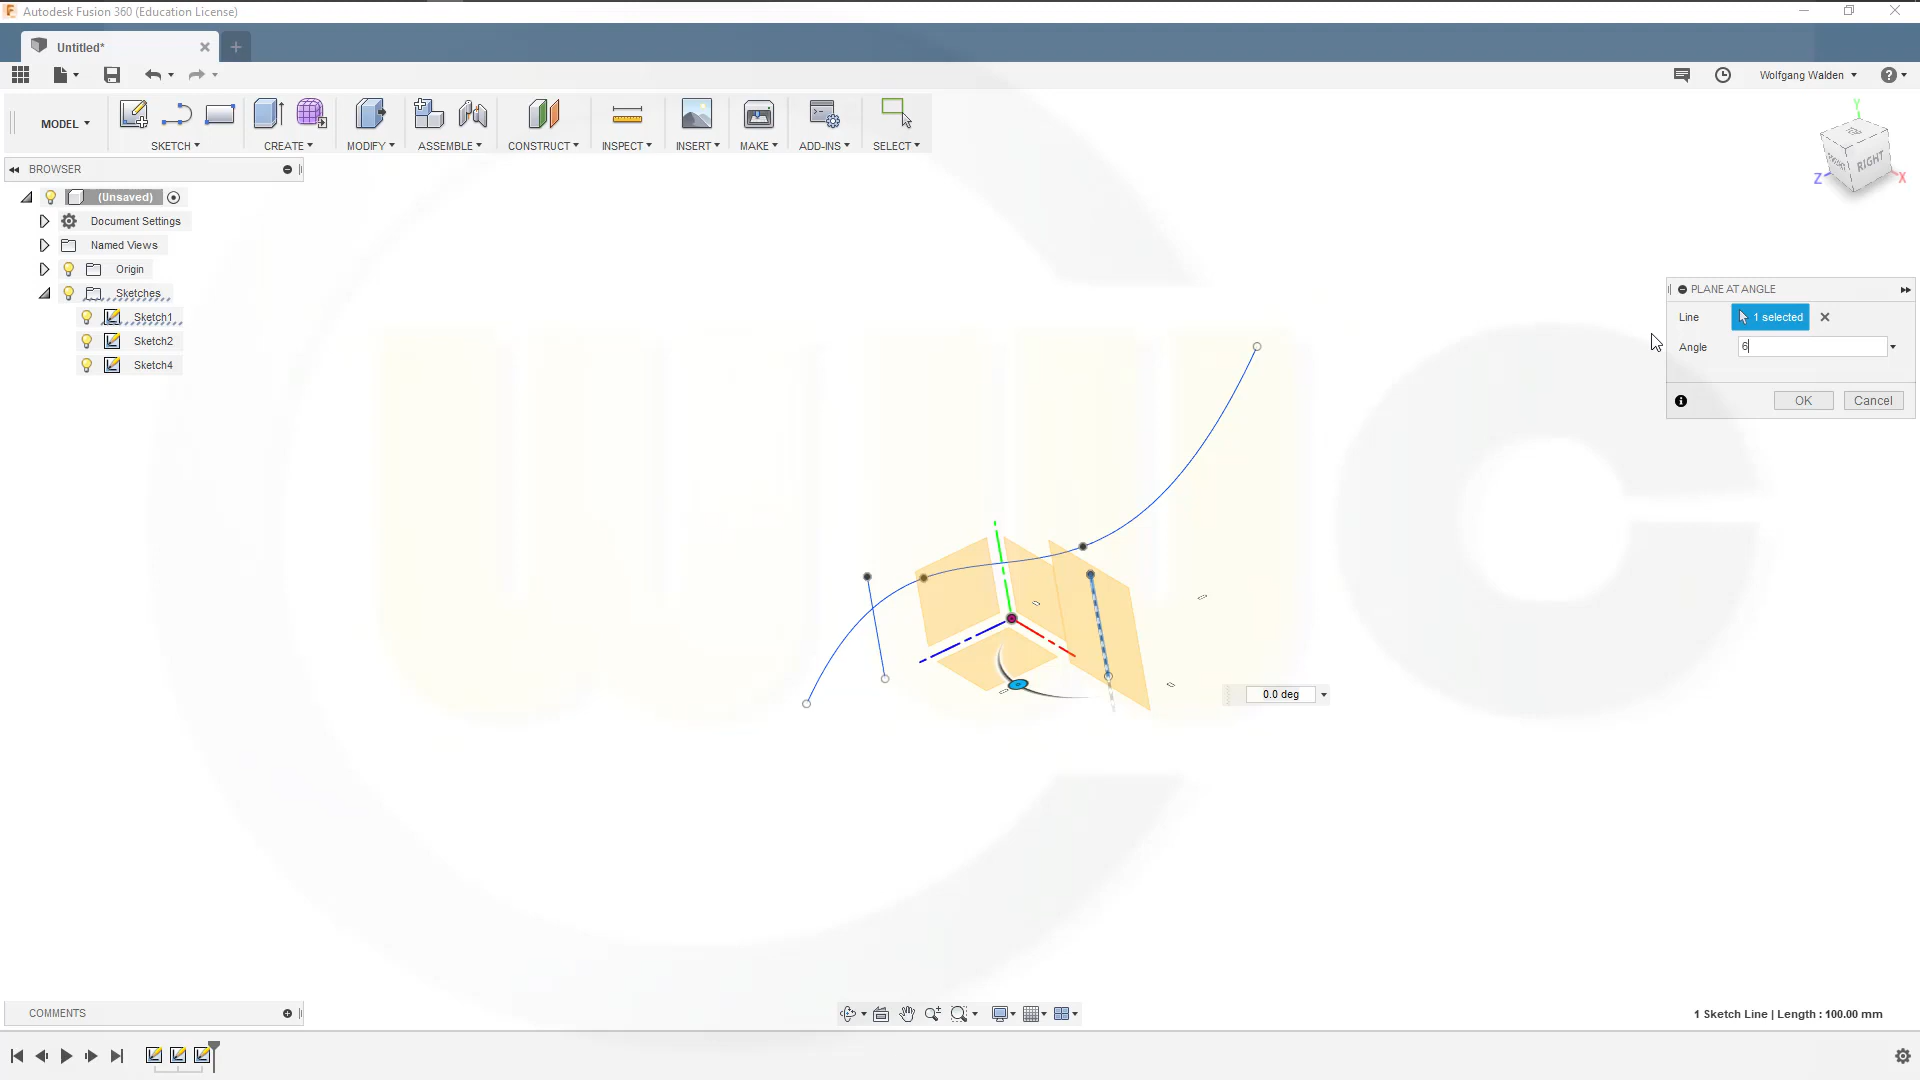 Autodesk Fusion 360 (Education License)
Untitled*
Wolfgang Walden
MODEL
SKETCH
CREATE
MODIFY
ASSEMBLE
CONSTRUCT
INSPECT
INSERT
MAKE
ADD-INS
SELECT
Y
TOP
RIGHT
Z
X
BROWSER
(Unsaved)
Document Settings
Named Views
Origin
Sketches
Sketch1
Sketch2
Sketch4
PLANE AT ANGLE
Line
1 selected
Angle
6
OK
Cancel
0.0 deg
COMMENTS
1 Sketch Line | Length : 100.00 mm